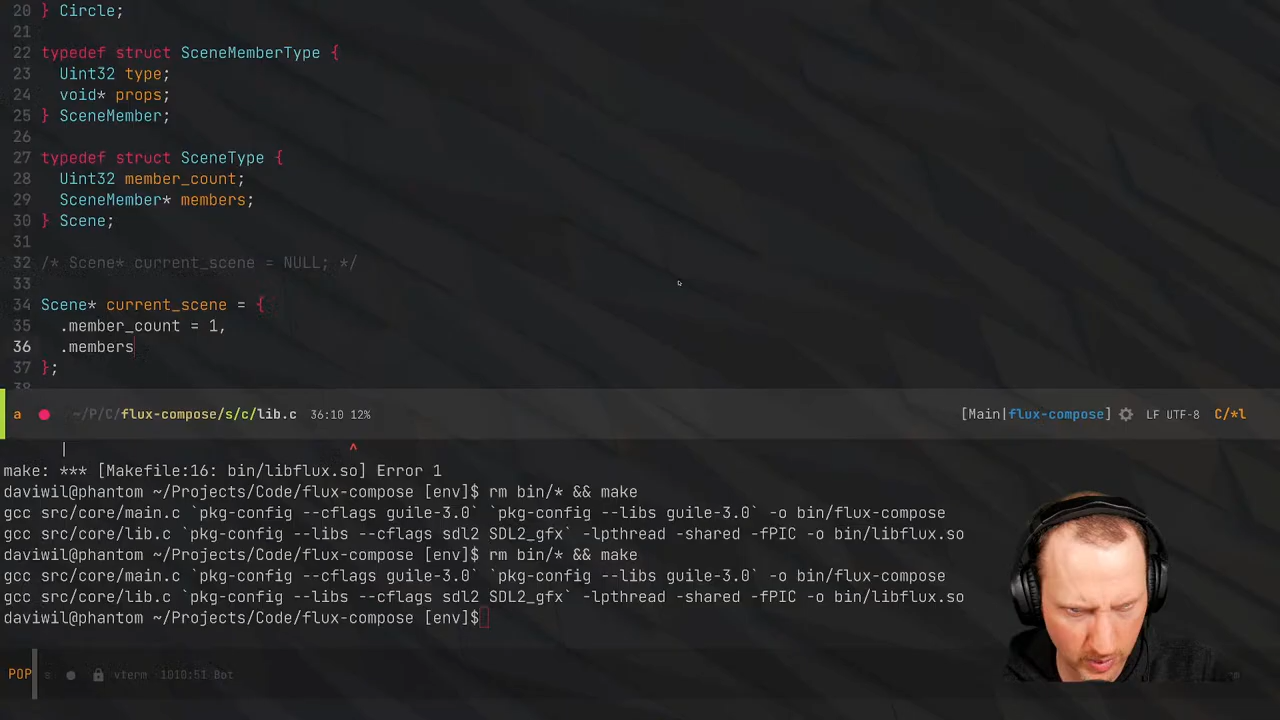 20 } Circle;
21
22 typedef struct SceneMemberType {
23 Uint32 type;
24 void* props;
25 } SceneMember;
26
27 typedef struct SceneType {
28 Uint32 member_count;
29 SceneMember* members;
30 } Scene;
31
32 /* Scene* current_scene = NULL; */
33
34 Scene* current_scene = {
35 .member_count = 1,
36 .members
37 };
38
a ~/P/C/flux-compose/s/c/lib.c 36:10 12% [Main|flux-compose] LF UTF-8 C/*l
| ^
make: *** [Makefile:16: bin/libflux.so] Error 1
daviwil@phantom ~/Projects/Code/flux-compose [env]$ rm bin/* && make
gcc src/core/main.c `pkg-config --cflags guile-3.0` `pkg-config --libs guile-3.0` -o bin/flux-compose
gcc src/core/lib.c `pkg-config --libs --cflags sdl2 SDL2_gfx` -lpthread -shared -fPIC -o bin/libflux.so
daviwil@phantom ~/Projects/Code/flux-compose [env]$ rm bin/* && make
gcc src/core/main.c `pkg-config --cflags guile-3.0` `pkg-config --libs guile-3.0` -o bin/flux-compose
gcc src/core/lib.c `pkg-config --libs --cflags sdl2 SDL2_gfx` -lpthread -shared -fPIC -o bin/libflux.so
daviwil@phantom ~/Projects/Code/flux-compose [env]$
POP s vterm 1010:51 Bot